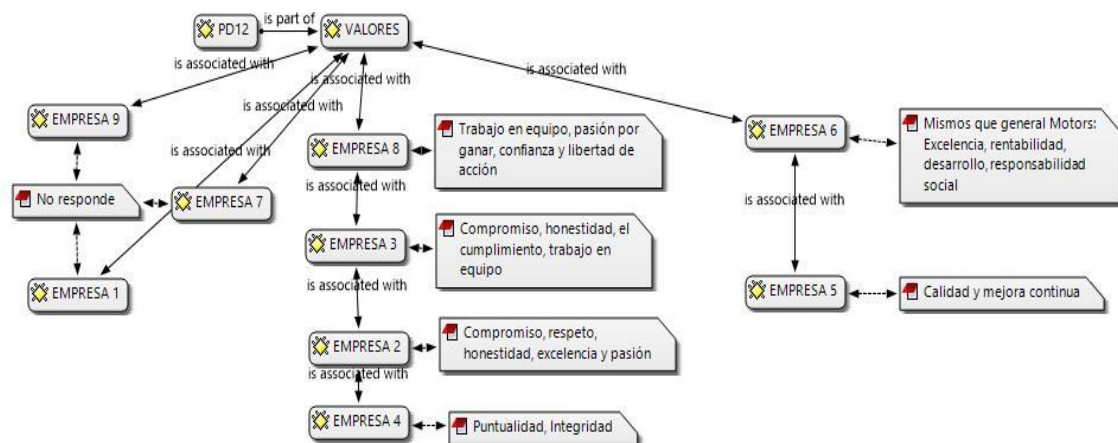 PD12
is part of
VALORES
is associated with
is associated with
is associated with
is associated with
is associated with
EMPRESA 9
EMPRESA 8
Trabajo en equipo, pasión por
ganar, confianza y libertad de
acción
EMPRESA 6
Mismos que general Motors:
Excelencia, rentabilidad,
desarrollo, responsabilidad
social
No responde
EMPRESA 7
is associated with
is associated with
EMPRESA 3
Compromiso, honestidad, el
cumplimiento, trabajo en
equipo
EMPRESA 1
is associated with
EMPRESA 5
Calidad y mejora continua
EMPRESA 2
Compromiso, respeto,
honestidad, excelencia y pasión
is associated with
EMPRESA 4
Puntualidad, Integridad